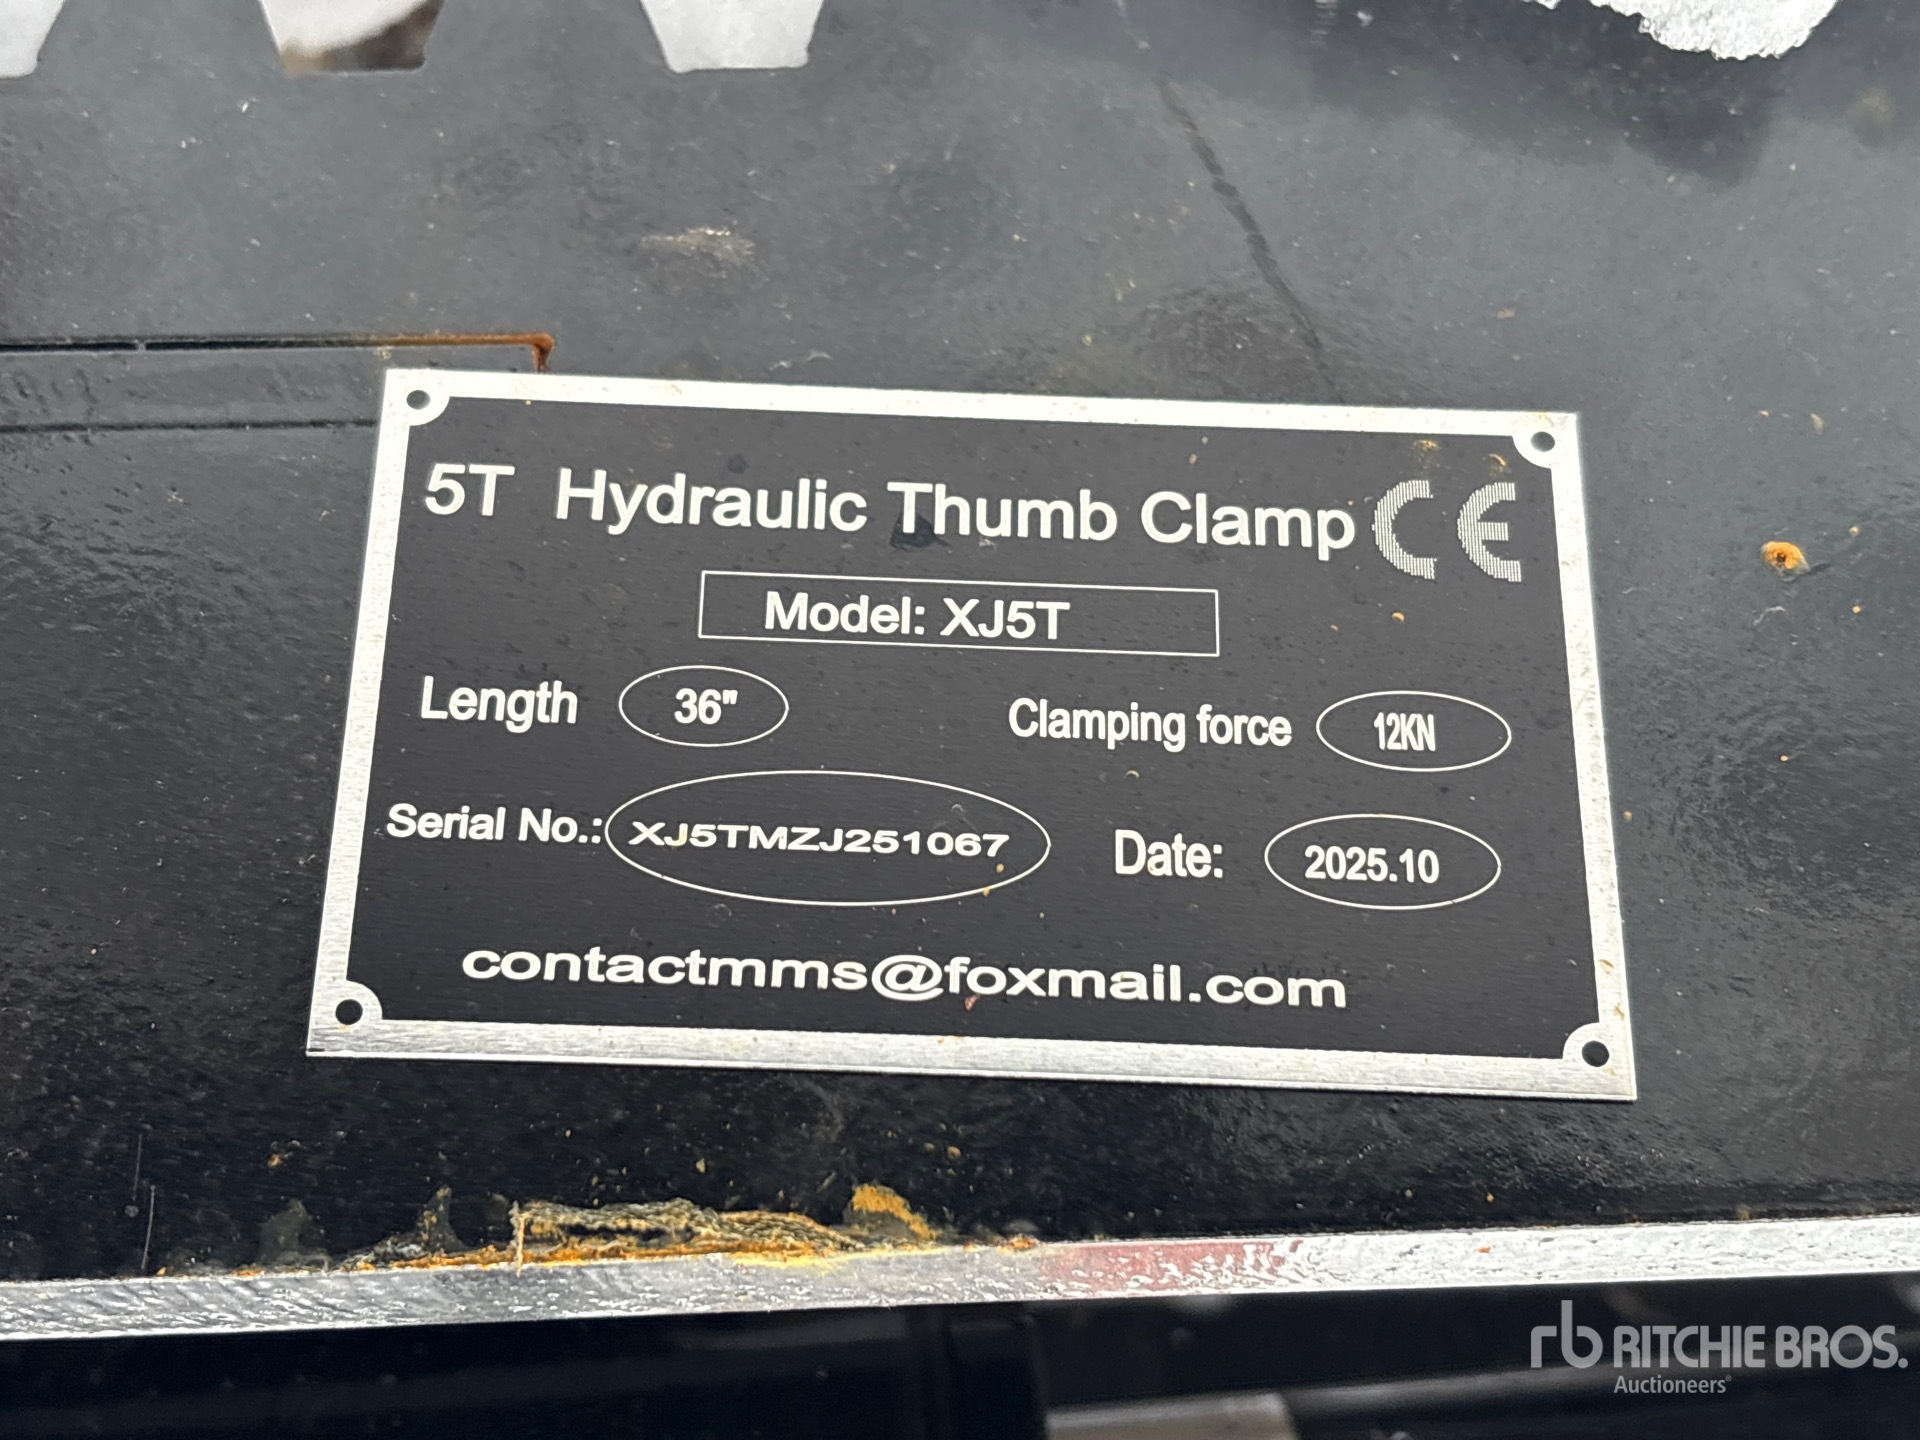 5T Hydraulic Thumb Clamp CE
Model: XJ5T
Length 36" Clamping force 12KN
Serial No.: XJ5TMZJ251067 Date: 2025.10
contactmms@foxmail.com
rb RITCHIE BROS.
Auctioneers®